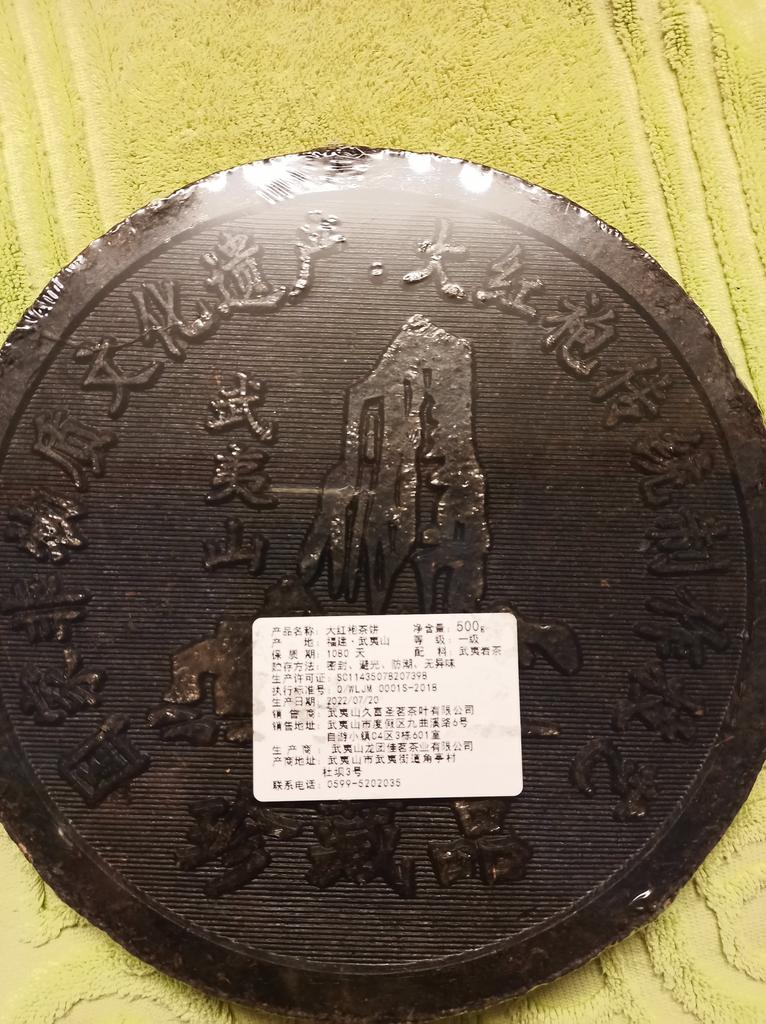 国家非物质文化遗产·大红袍传统制作
武夷山
珍藏品
产品名称：大红袍茶饼 净含量：500g
产 地：福建·武夷山 等 级：一级
保 质 期：1080 天 配 料：武夷岩茶
贮存方法：密封、避光、防潮、无异味
生产许可证：SC11435078207398
执行标准号：Q/WLJM 0001S-2018
生产日期：2022/07/20
销 售 商：武夷山久喜圣茗茶叶有限公司
销售地址：武夷山市度假区九曲溪路6号
自游小镇04区3栋601室
生 产 商：武夷山龙团佳茗茶业有限公司
产商地址：武夷山市武夷街道角亭村
杜坝3号
联系电话：0599-5202035